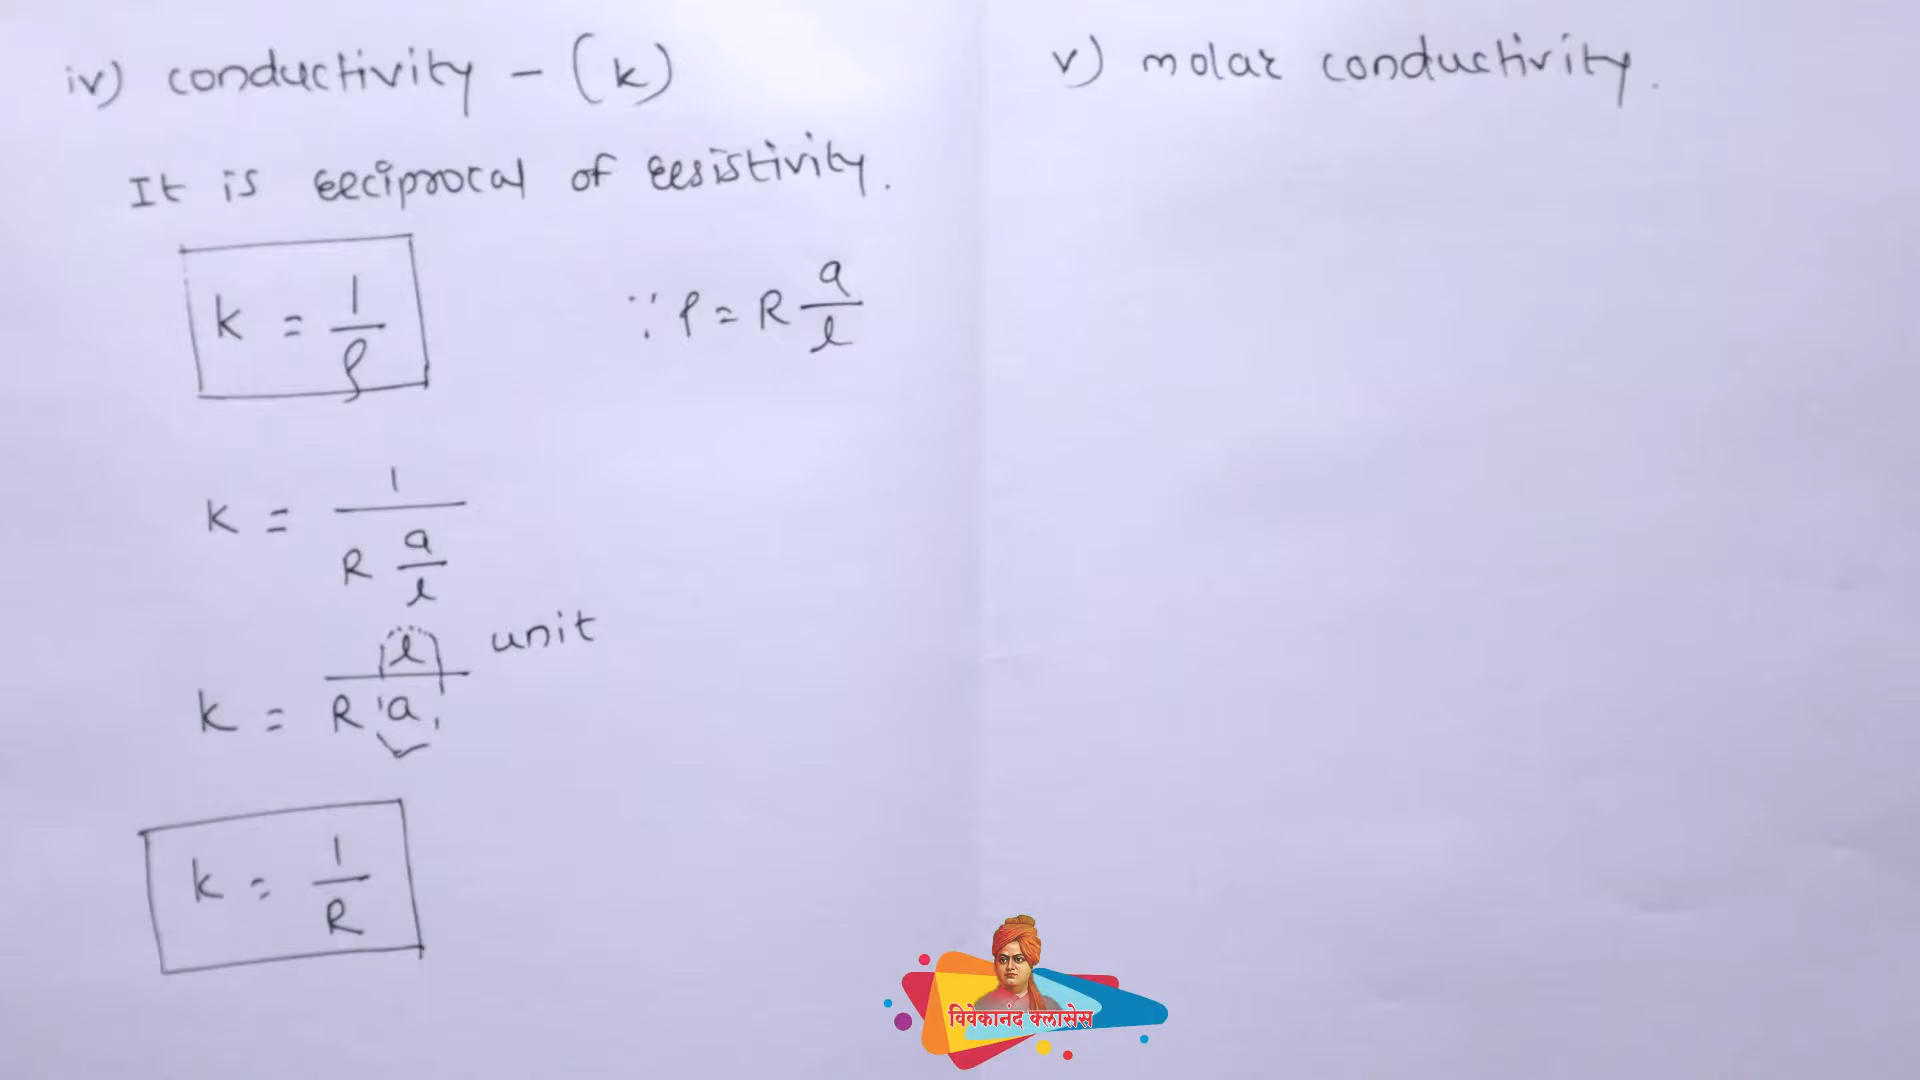 iv) conductivity - (k)
It is reciprocal of resistivity.
k = 1/ρ
∵ ρ = R a/l
k = 1 / R a/l
k = l / R a unit
k = 1/R
v) molar conductivity.
विवेकानंद क्लासेस